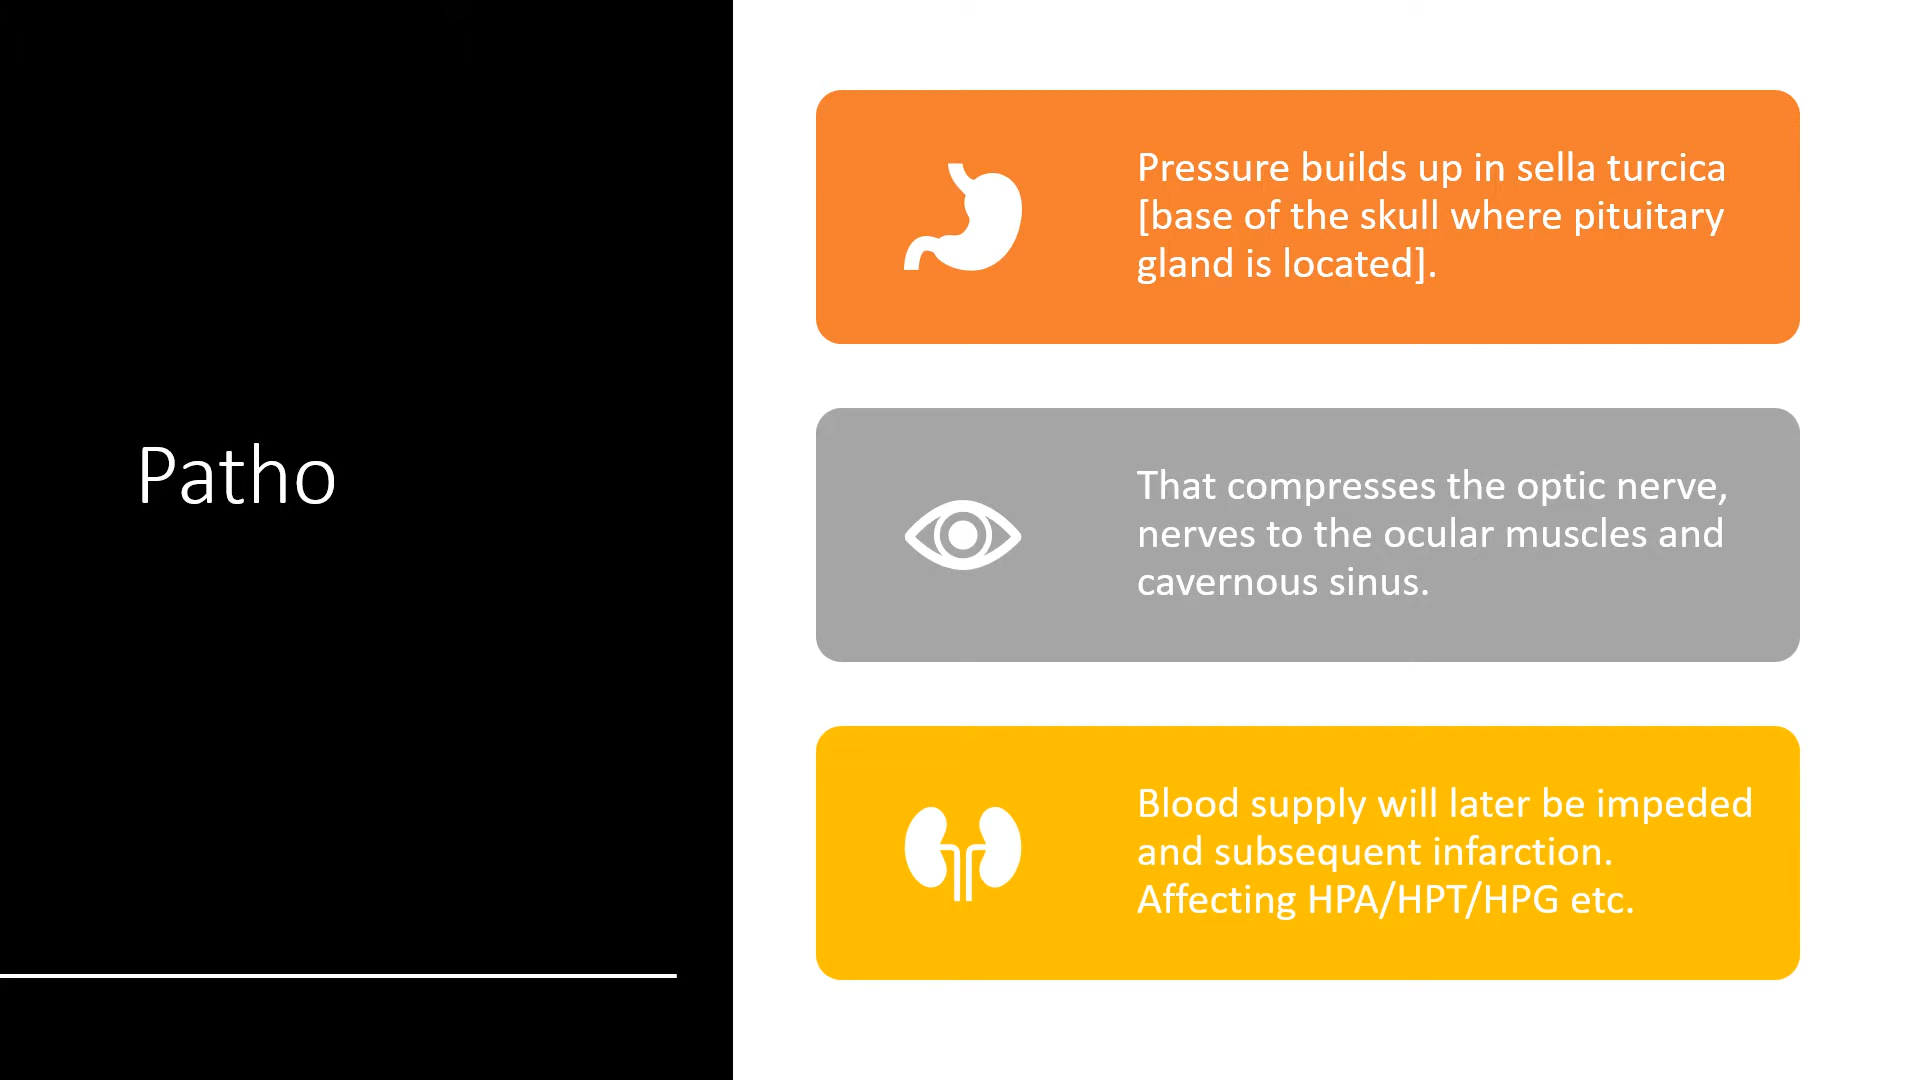 Patho
Pressure builds up in sella turcica
[base of the skull where pituitary
gland is located].
That compresses the optic nerve,
nerves to the ocular muscles and
cavernous sinus.
Blood supply will later be impeded
and subsequent infarction.
Affecting HPA/HPT/HPG etc.